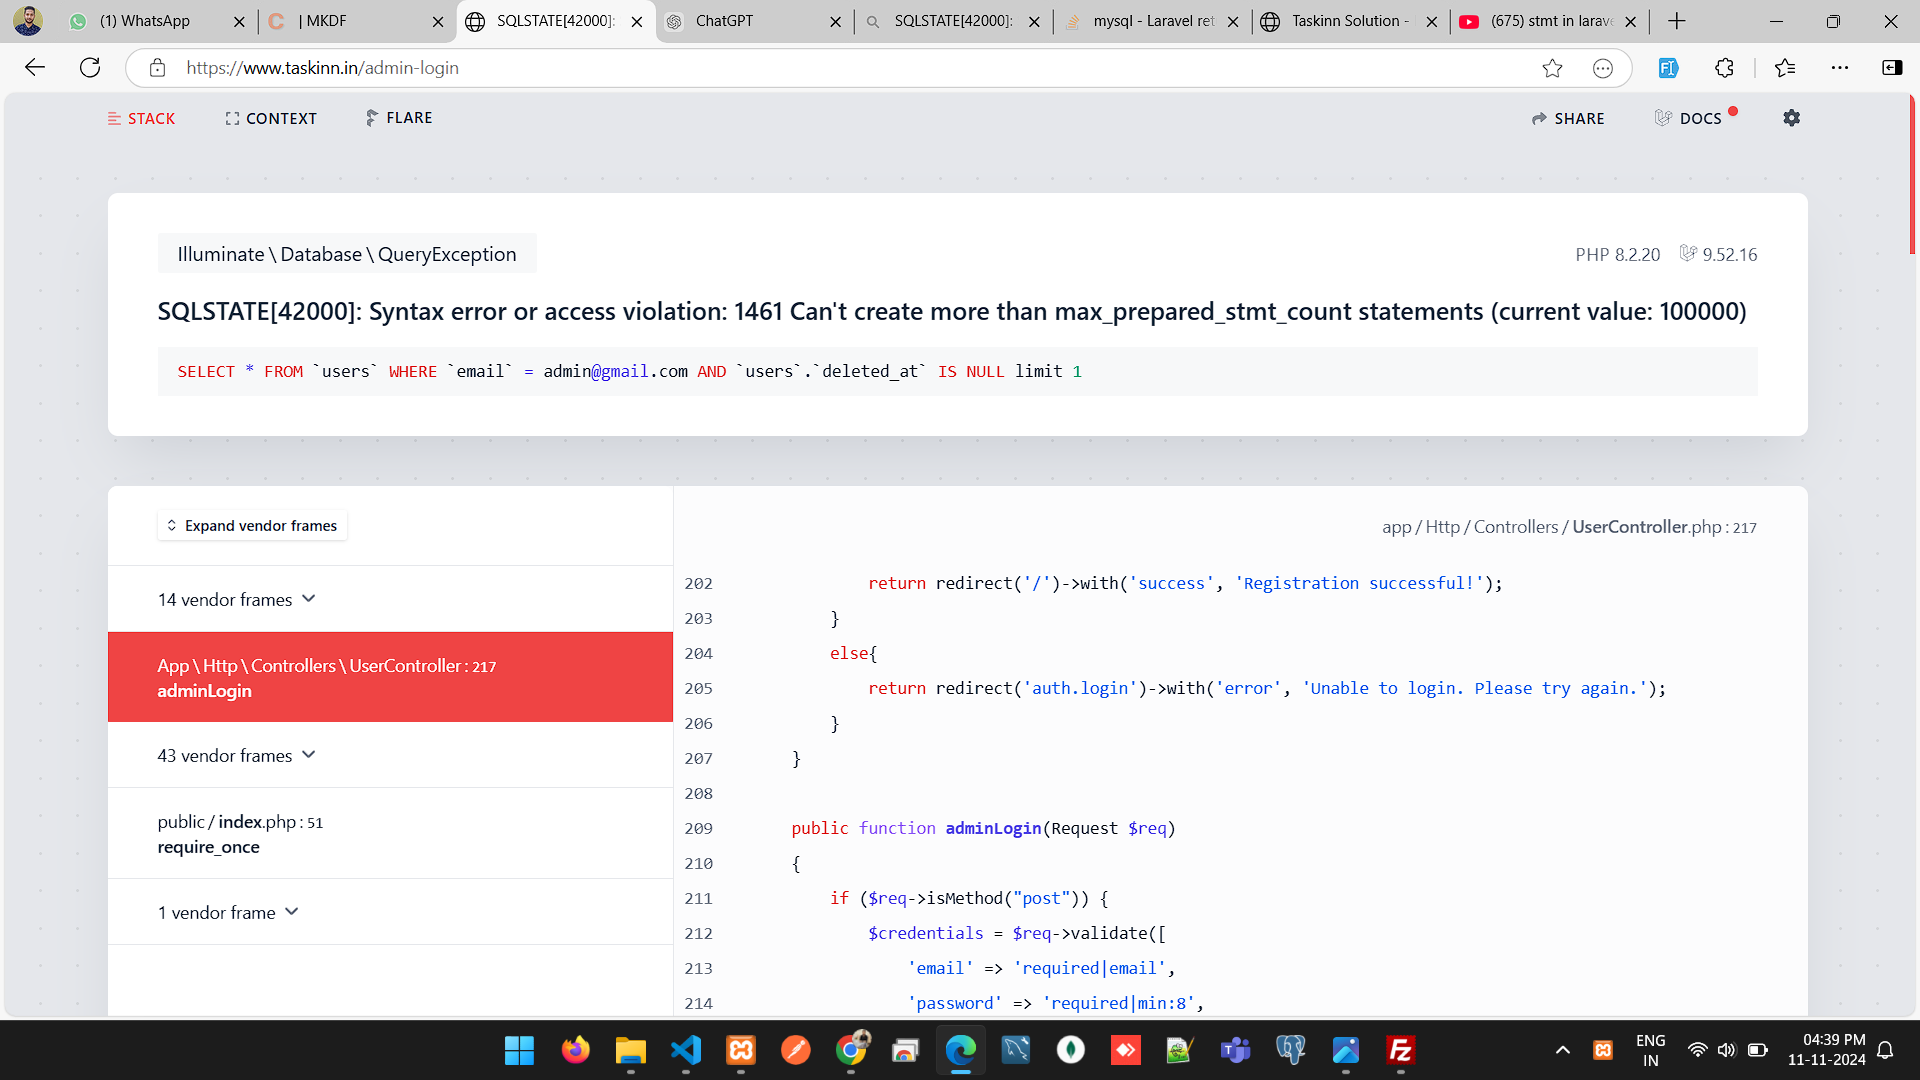 (1) WhatsApp
| MKDF
SQLSTATE[42000]:
ChatGPT
SQLSTATE[42000]:
mysql - Laravel ret
Taskinn Solution -
(675) stmt in larave
https://www.taskinn.in/admin-login
STACK
CONTEXT
FLARE
SHARE
DOCS
Illuminate \ Database \ QueryException
PHP 8.2.20
9.52.16
SQLSTATE[42000]: Syntax error or access violation: 1461 Can't create more than max_prepared_stmt_count statements (current value: 100000)
SELECT * FROM `users` WHERE `email` = admin@gmail.com AND `users`.`deleted_at` IS NULL limit 1
Expand vendor frames
14 vendor frames
App \ Http \ Controllers \ UserController : 217
adminLogin
43 vendor frames
public / index.php : 51
require_once
1 vendor frame
app / Http / Controllers / UserController.php : 217
202 return redirect('/')->with('success', 'Registration successful!');
203 }
204 else{
205 return redirect('auth.login')->with('error', 'Unable to login. Please try again.');
206 }
207 }
208
209 public function adminLogin(Request $req)
210 {
211 if ($req->isMethod("post")) {
212 $credentials = $req->validate([
213 'email' => 'required|email',
214 'password' => 'required|min:8',
ENG
IN
04:39 PM
11-11-2024